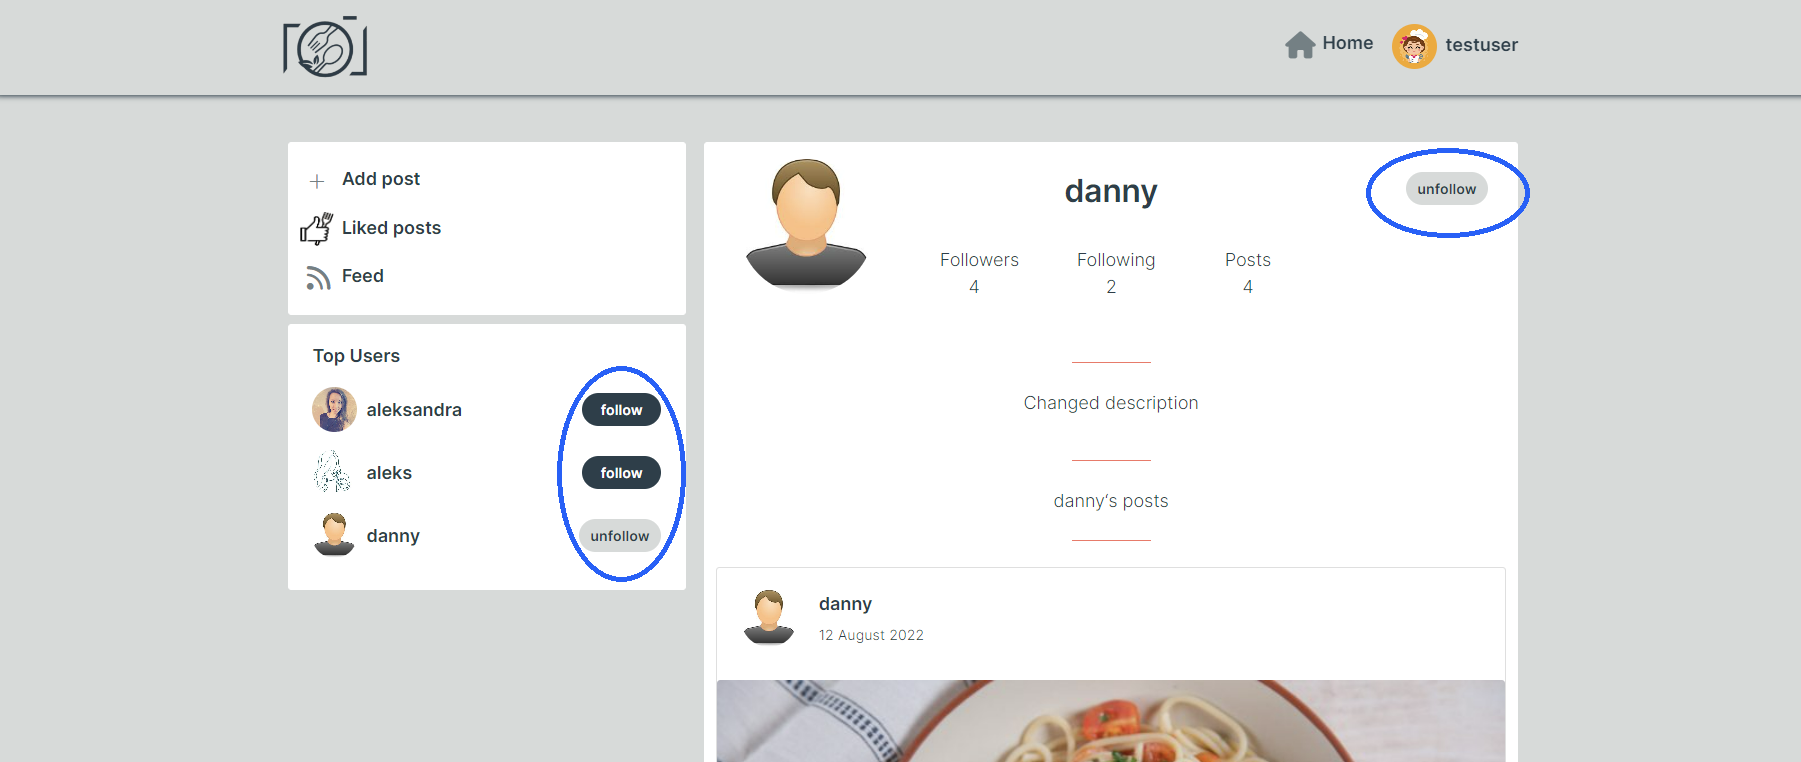 Home
testuser
Add post
Liked posts
Feed
Top Users
aleksandra
follow
aleks
follow
danny
unfollow
danny
unfollow
Followers
Following
Posts
4
2
4
Changed description
danny's posts
danny
12 August 2022